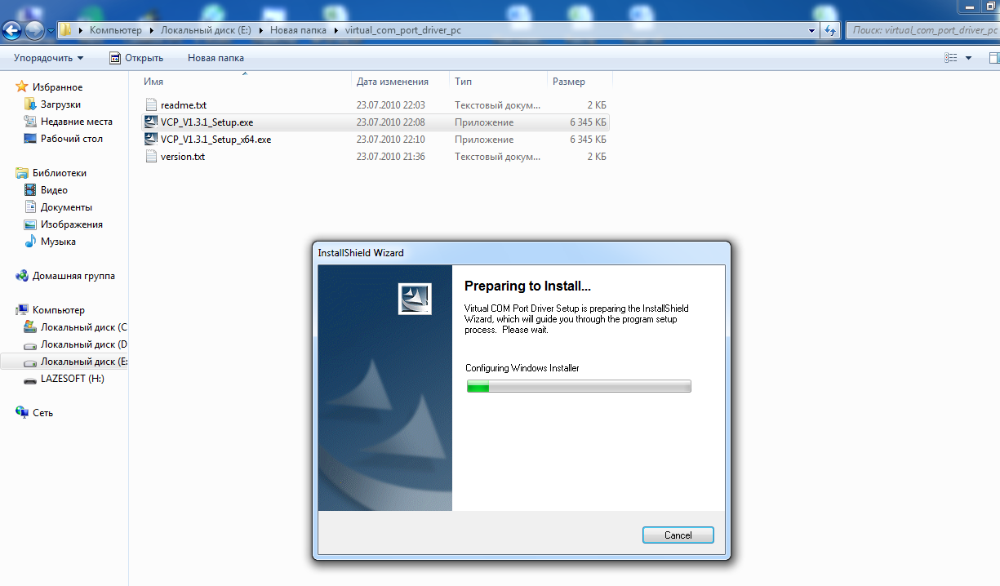 Компьютер Локальный диск (E:) Новая папка virtual_com_port_driver_pc
Поиск: virtual_com_port_driver_pc
Упорядочить Открыть Новая папка
Имя Дата изменения Тип Размер
readme.txt 23.07.2010 22:03 Текстовый докум... 2 КБ
VCP_V1.3.1_Setup.exe 23.07.2010 22:08 Приложение 6 345 КБ
VCP_V1.3.1_Setup_x64.exe 23.07.2010 22:10 Приложение 6 345 КБ
version.txt 23.07.2010 21:36 Текстовый докум... 2 КБ
Избранное
Загрузки
Недавние места
Рабочий стол
Библиотеки
Видео
Документы
Изображения
Музыка
Домашняя группа
Компьютер
Локальный диск (C
Локальный диск (D
Локальный диск (E:
LAZESOFT (H:)
Сеть
InstallShield Wizard
Preparing to Install...
Virtual COM Port Driver Setup is preparing the InstallShield
Wizard, which will guide you through the program setup
process. Please wait.
Configuring Windows Installer
Cancel